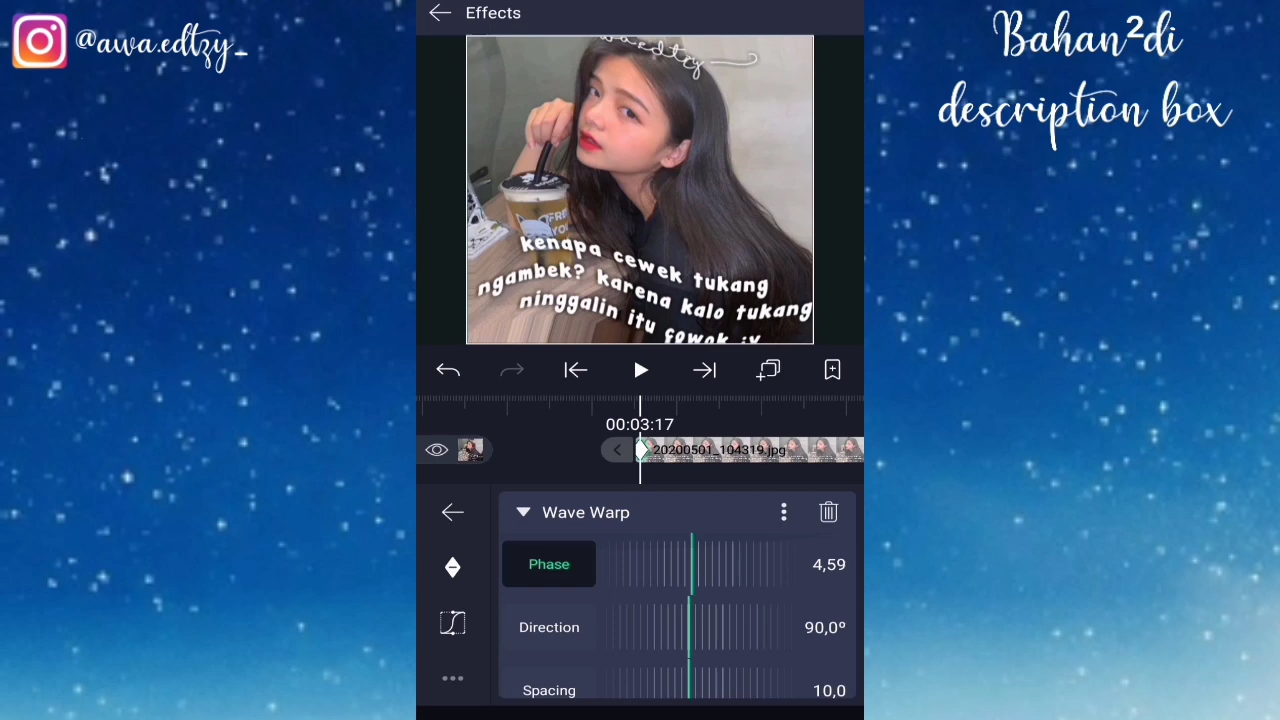 @awa.edtzy_
Bahan²di
description box
Effects
kenapa cewek tukang
ngambek? karena kalo tukang
ninggalin itu cowok :v
00:03:17
20200501_104319.jpg
Wave Warp
Phase
4,59
Direction
90,0º
Spacing
10,0